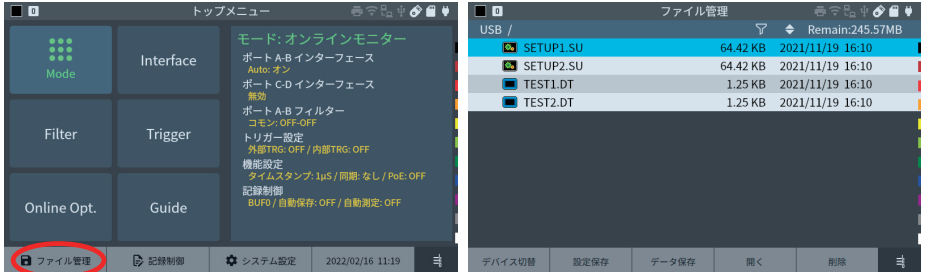 0
トップメニュー
Mode
Interface
Filter
Trigger
Online Opt.
Guide
モード: オンラインモニター
ポート A-B インターフェース
Auto: オン
ポート C-D インターフェース
無効
ポート A-B フィルター
コモン: OFF-OFF
トリガー設定
外部TRG: OFF / 内部TRG: OFF
機能設定
タイムスタンプ: 1μS / 同期: なし / PoE: OFF
記録制御
BUF0 / 自動保存: OFF / 自動測定: OFF
ファイル管理
記録制御
システム設定
2022/02/16 11:19
0
ファイル管理
USB /
Remain:245.57MB
SETUP1.SU 64.42 KB 2021/11/19 16:10
SETUP2.SU 64.42 KB 2021/11/19 16:10
TEST1.DT 1.25 KB 2021/11/19 16:10
TEST2.DT 1.25 KB 2021/11/19 16:10
デバイス切替
設定保存
データ保存
開く
削除